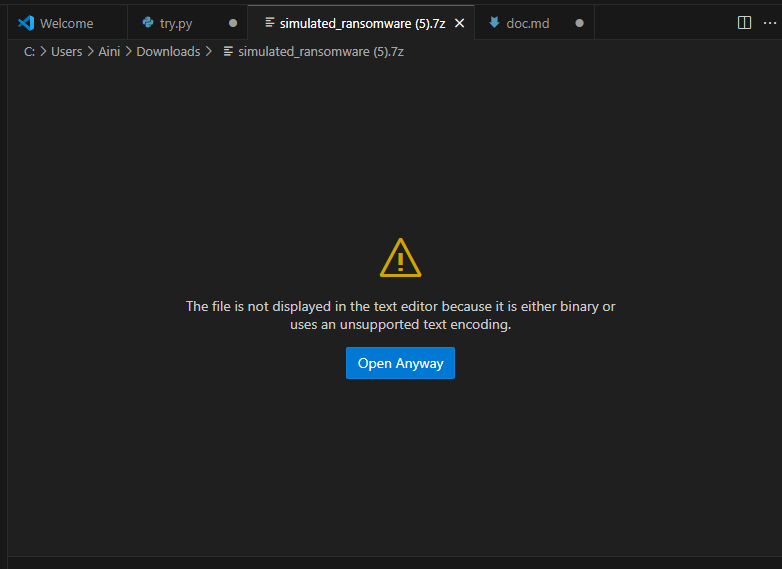 Welcome try.py simulated_ransomware (5).7z doc.md
C: > Users > Aini > Downloads > simulated_ransomware (5).7z
The file is not displayed in the text editor because it is either binary or
uses an unsupported text encoding.
Open Anyway